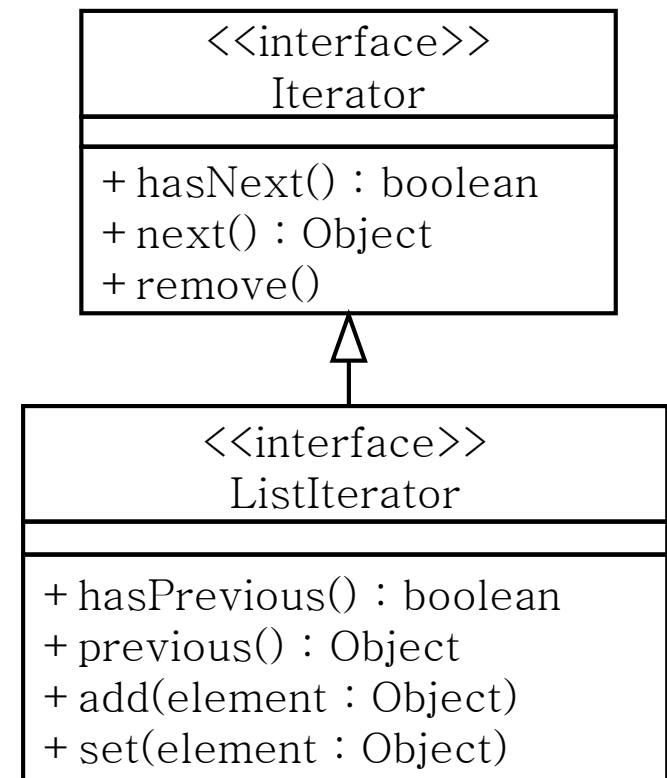 <<interface>>
Iterator
+ hasNext() : boolean
+ next() : Object
+ remove()
<<interface>>
ListIterator
+ hasPrevious() : boolean
+ previous() : Object
+ add(element : Object)
+ set(element : Object)